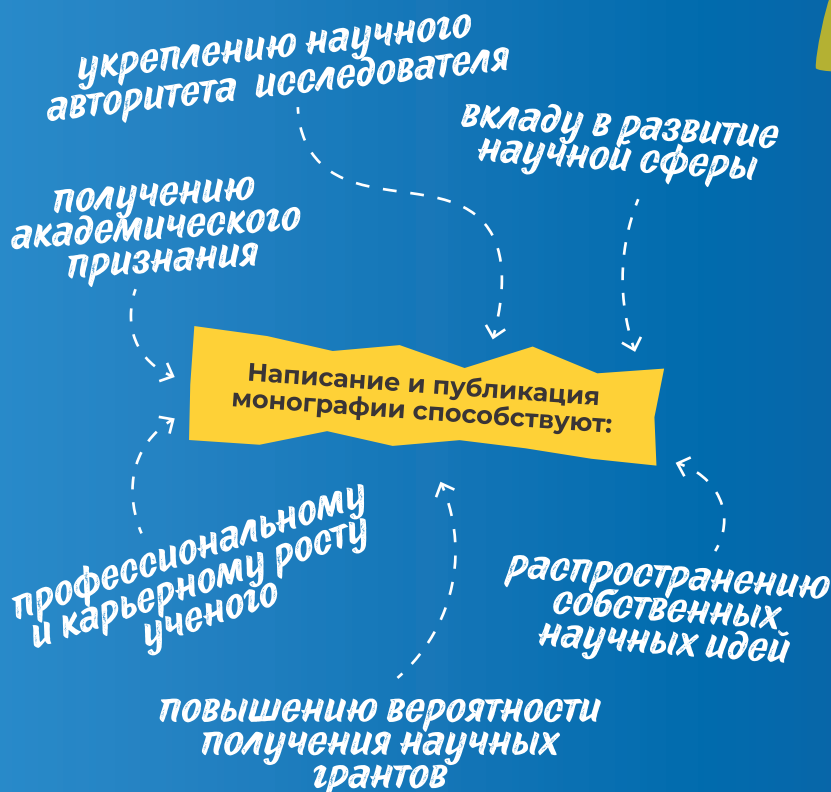 укреплению научного
авторитета исследователя
вкладу в развитие
научной сферы
получению
академического
признания
Написание и публикация
монографии способствуют:
профессиональному
и карьерному росту
ученого
распространению
собственных
научных идей
повышению вероятности
получения научных
грантов